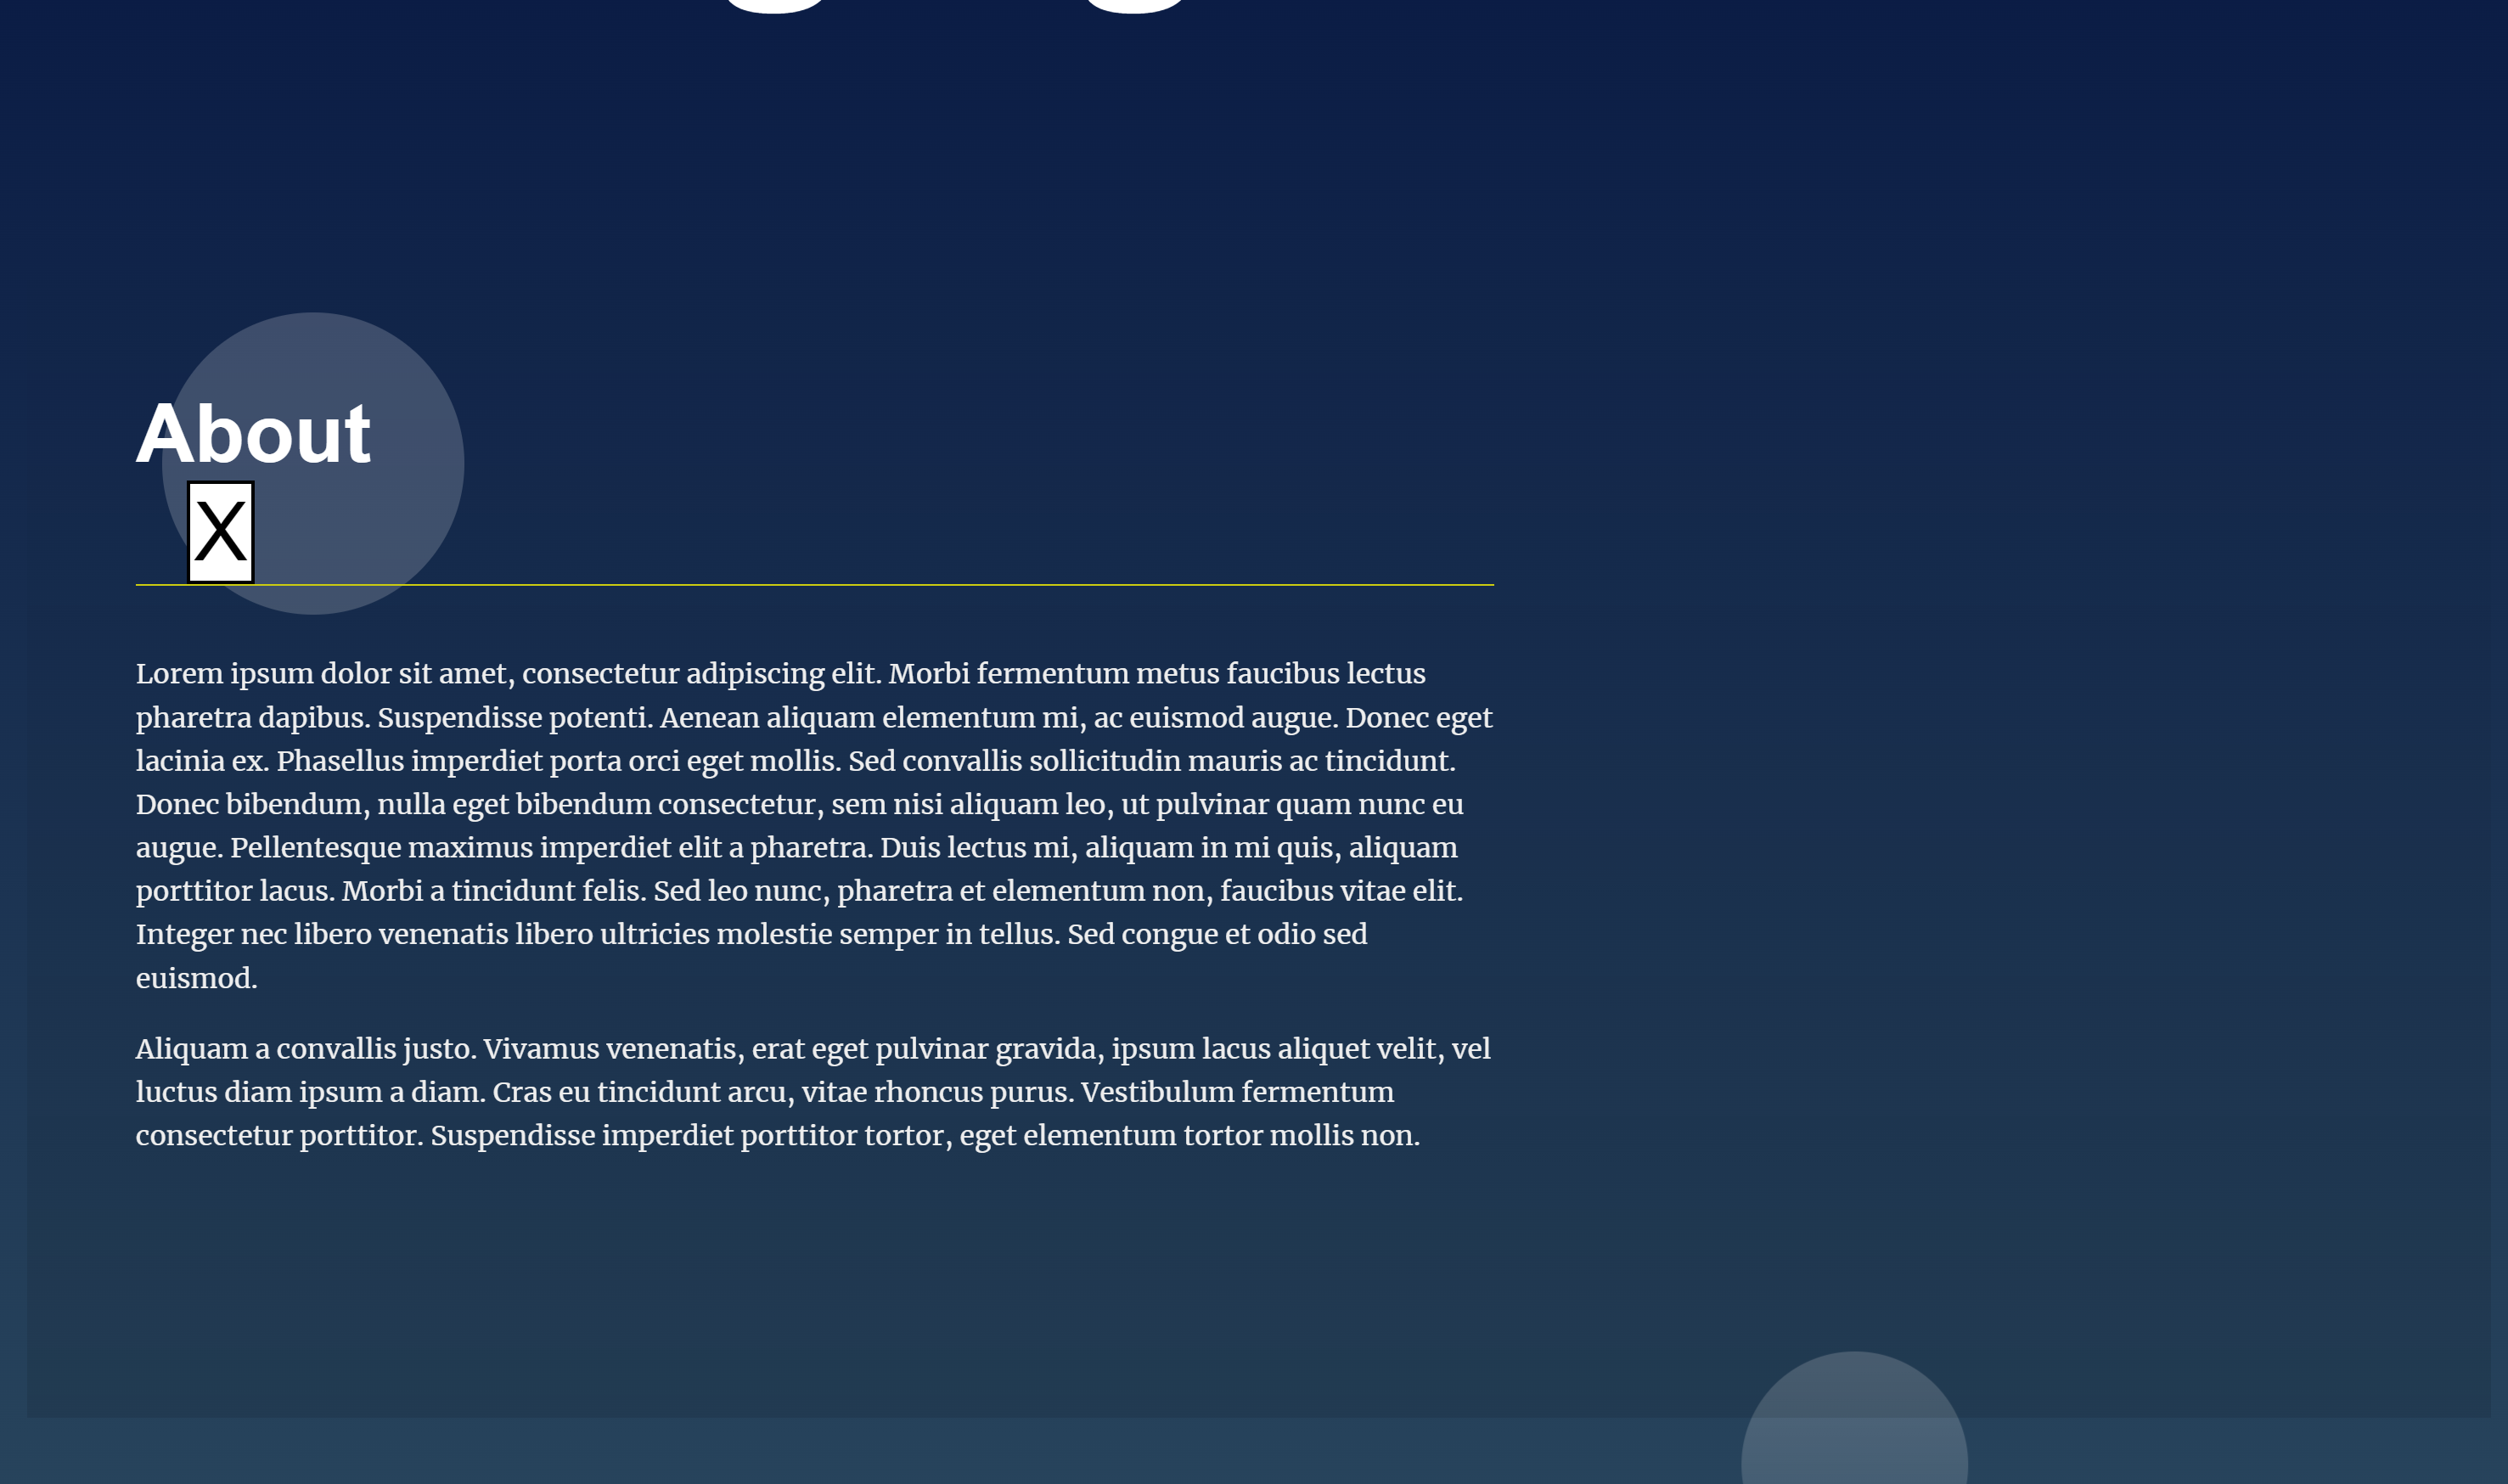 About
X
Lorem ipsum dolor sit amet, consectetur adipiscing elit. Morbi fermentum metus faucibus lectus
pharetra dapibus. Suspendisse potenti. Aenean aliquam elementum mi, ac euismod augue. Donec eget
lacinia ex. Phasellus imperdiet porta orci eget mollis. Sed convallis sollicitudin mauris ac tincidunt.
Donec bibendum, nulla eget bibendum consectetur, sem nisi aliquam leo, ut pulvinar quam nunc eu
augue. Pellentesque maximus imperdiet elit a pharetra. Duis lectus mi, aliquam in mi quis, aliquam
porttitor lacus. Morbi a tincidunt felis. Sed leo nunc, pharetra et elementum non, faucibus vitae elit.
Integer nec libero venenatis libero ultricies molestie semper in tellus. Sed congue et odio sed
euismod.
Aliquam a convallis justo. Vivamus venenatis, erat eget pulvinar gravida, ipsum lacus aliquet velit, vel
luctus diam ipsum a diam. Cras eu tincidunt arcu, vitae rhoncus purus. Vestibulum fermentum
consectetur porttitor. Suspendisse imperdiet porttitor tortor, eget elementum tortor mollis non.